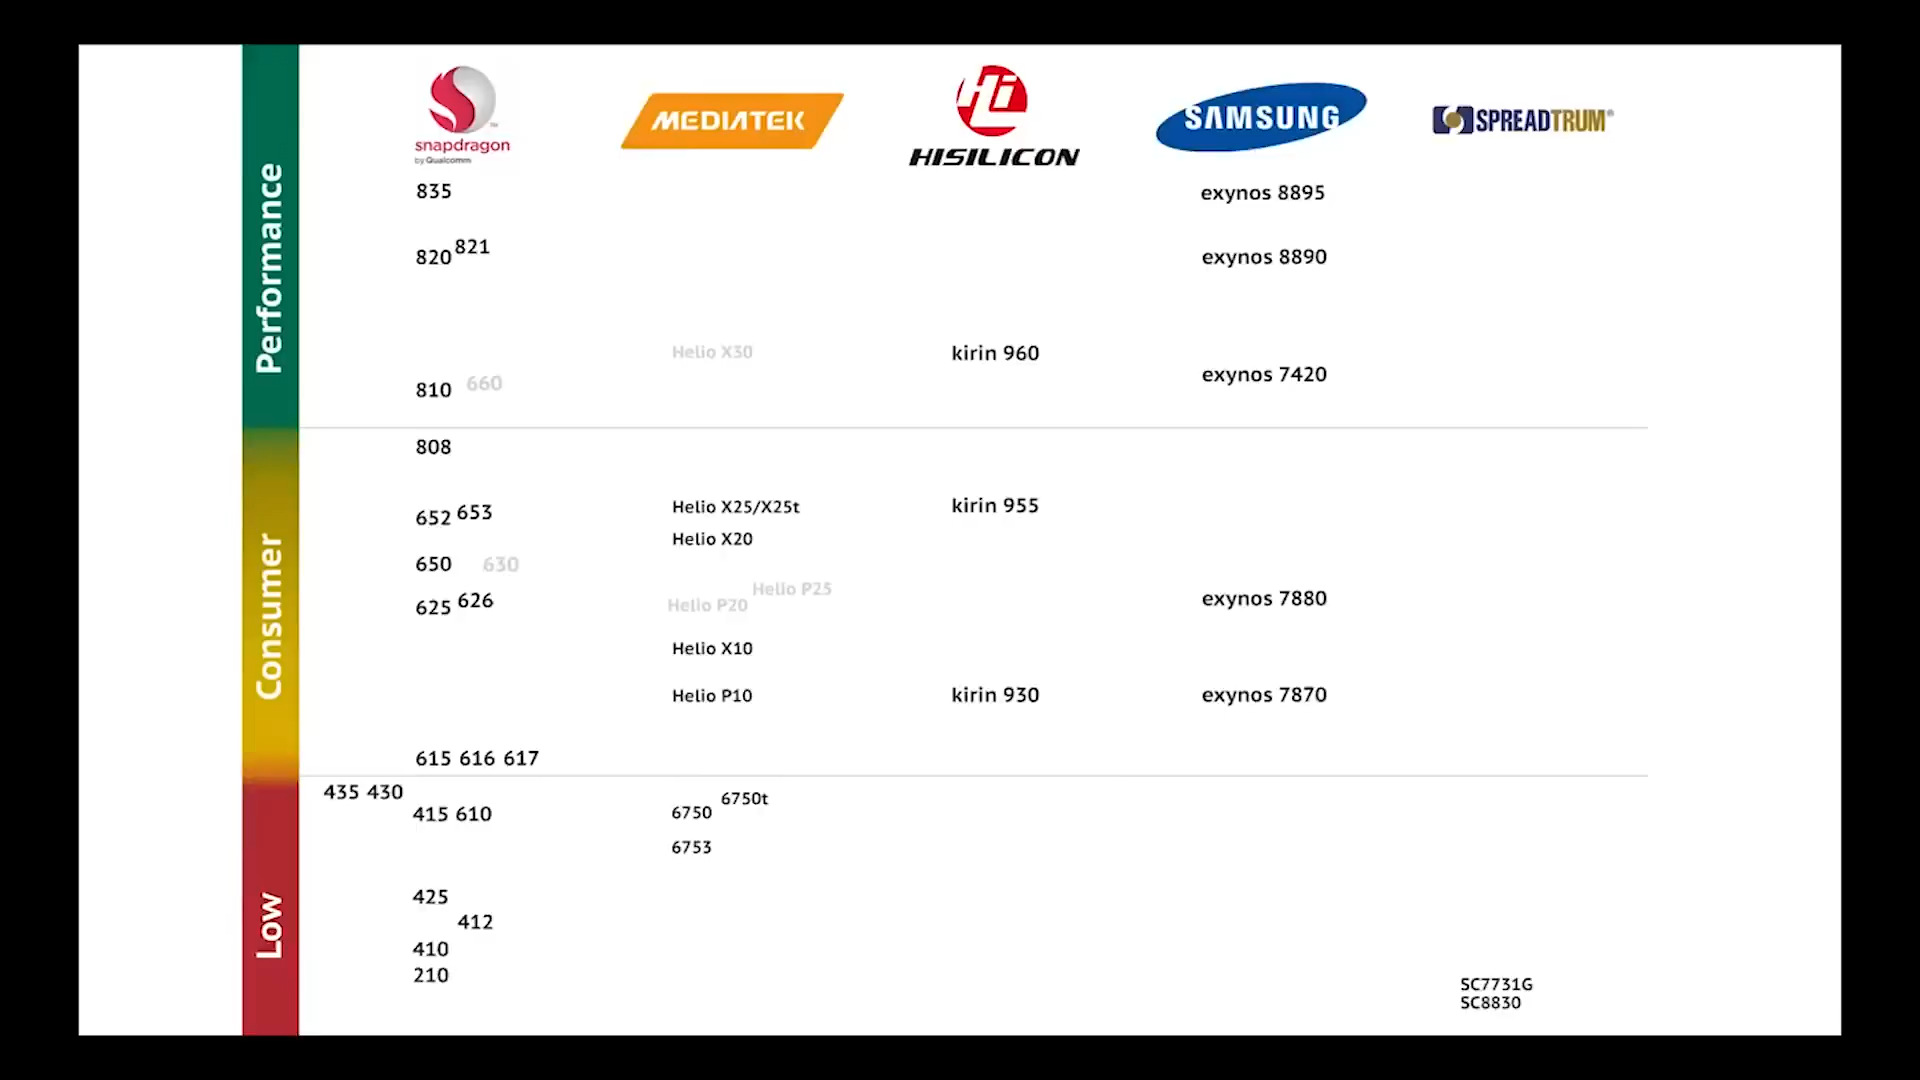 Performance
Consumer
Low
snapdragon™
by Qualcomm
MEDIATEK
Hi
HISILICON
SAMSUNG
SPREADTRUM®
835
exynos 8895
820 821
exynos 8890
Helio X30
kirin 960
exynos 7420
810 660
808
652 653
Helio X25/X25t
kirin 955
Helio X20
650 630
Helio P25
625 626
Helio P20
exynos 7880
Helio X10
Helio P10
kirin 930
exynos 7870
615 616 617
435 430
415 610
6750 6750t
6753
425
412
410
210
SC7731G
SC8830